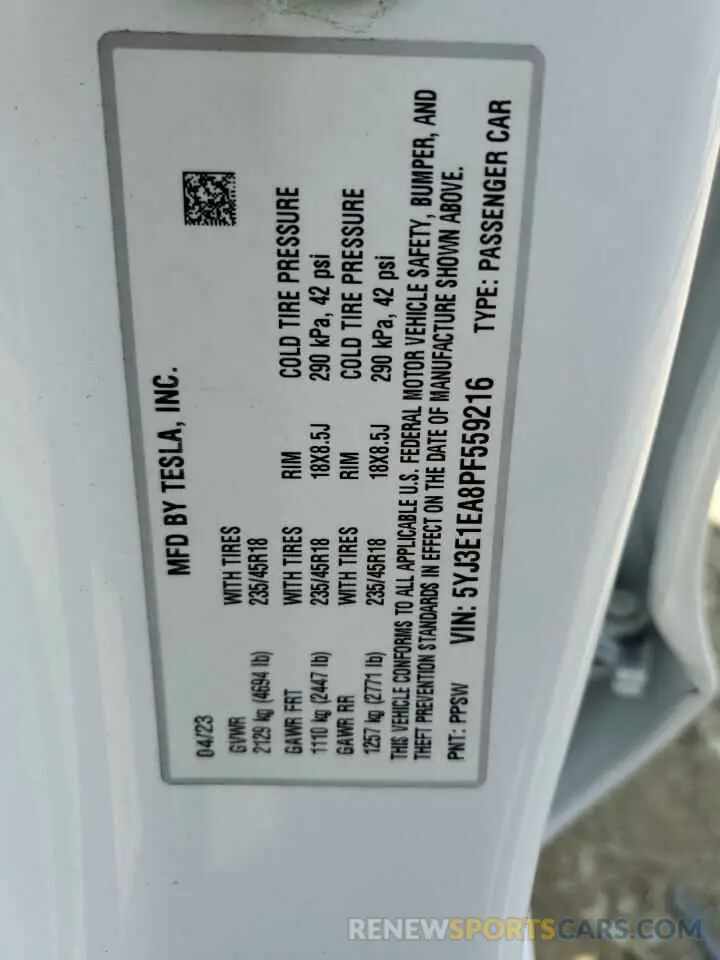 MFD BY TESLA, INC.
04/23
GVWR WITH TIRES
2129 kg (4694 lb) 235/45R18
GAWR FRT WITH TIRES RIM COLD TIRE PRESSURE
1110 kg (2447 lb) 235/45R18 18X8.5J 290 kPa, 42 psi
GAWR RR WITH TIRES RIM COLD TIRE PRESSURE
1257 kg (2771 lb) 235/45R18 18X8.5J 290 kPa, 42 psi
THIS VEHICLE CONFORMS TO ALL APPLICABLE U.S. FEDERAL MOTOR VEHICLE SAFETY, BUMPER, AND
THEFT PREVENTION STANDARDS IN EFFECT ON THE DATE OF MANUFACTURE SHOWN ABOVE.
PNT: PPSW VIN: 5YJ3E1EA8PF559216 TYPE: PASSENGER CAR
RENEWSPORTSCARS.COM